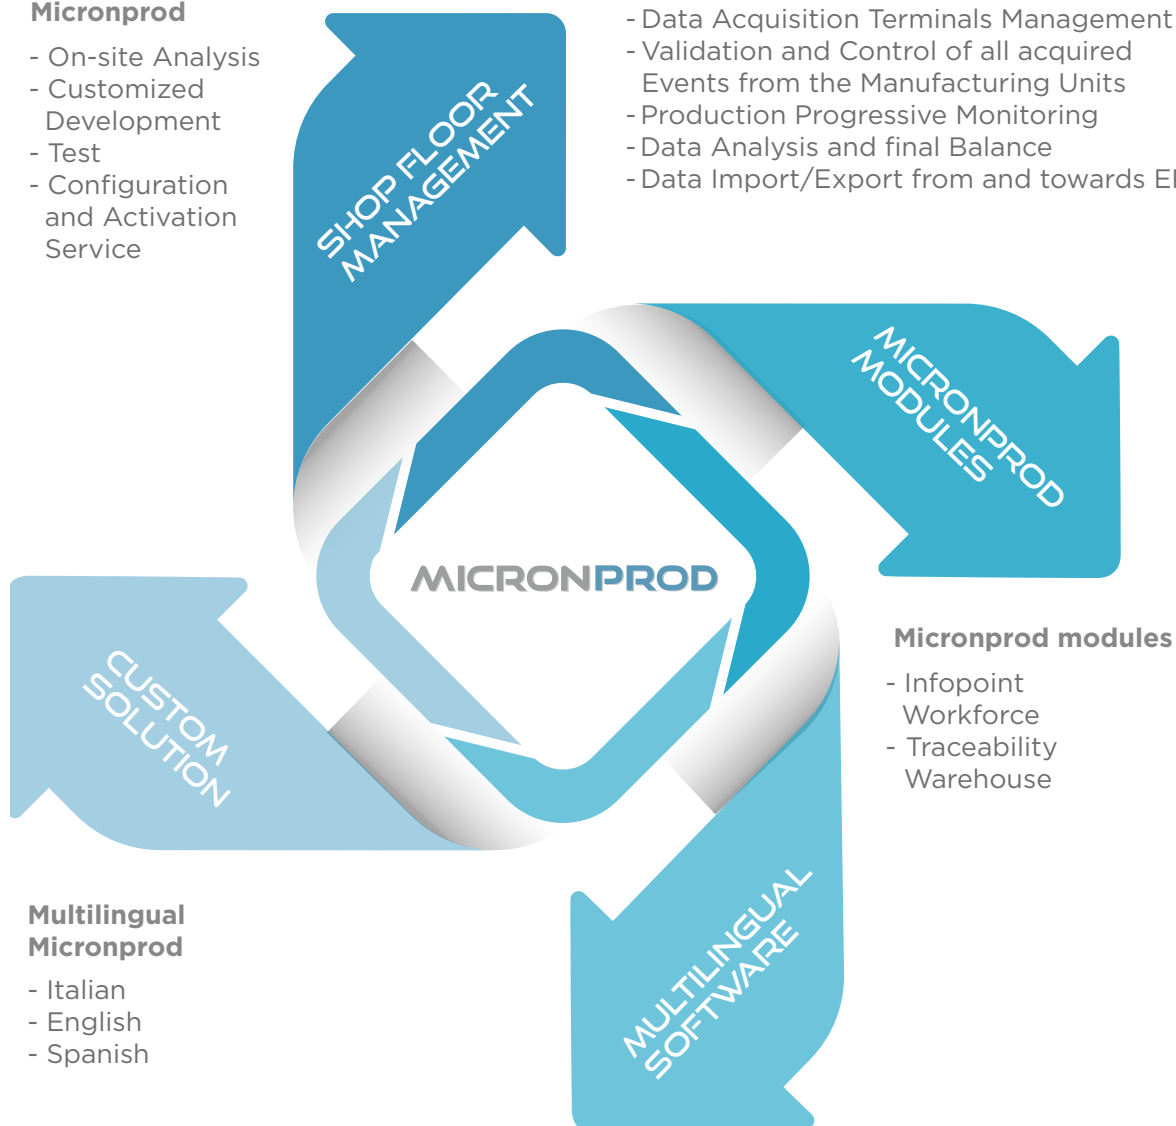 Micronprod
- On-site Analysis
- Customized
Development
- Test
- Configuration
and Activation
Service
- Data Acquisition Terminals Management
- Validation and Control of all acquired
Events from the Manufacturing Units
- Production Progressive Monitoring
- Data Analysis and final Balance
- Data Import/Export from and towards
SHOP FLOOR
MANAGEMENT
MICRONPROD
MODULES
MICRONPROD
CUSTOM
SOLUTION
Micronprod modules
- Infopoint
Workforce
- Traceability
Warehouse
MULTILINGUAL
SOFTWARE
Multilingual
Micronprod
- Italian
- English
- Spanish